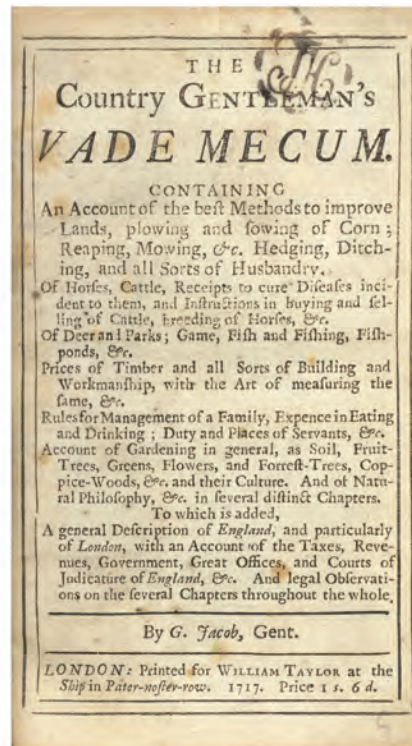 THE
Country GENTLEMAN's
VADE MECUM.
CONTAINING
An Account of the beſt Methods to improve
Lands, plowing and ſowing of Corn;
Reaping, Mowing, &c. Hedging, Ditch-
ing, and all Sorts of Husbandry.
Of Horſes, Cattle, Receipts to cure Diſeaſes inci-
dent to them, and Inſtructions in buying and ſel-
ling of Cattle, breeding of Horſes, &c.
Of Deer and Parks; Game, Fiſh and Fiſhing, Fiſh-
ponds, &c.
Prices of Timber and all Sorts of Building and
Workmanſhip, with the Art of meaſuring the
ſame, &c.
Rules for Management of a Family, Expence in Eating
and Drinking; Duty and Places of Servants, &c.
Account of Gardening in general, as Soil, Fruit-
Trees, Greens, Flowers, and Forreſt-Trees, Cop-
pice-Woods, &c. and their Culture. And of Natu-
ral Philoſophy, &c. in ſeveral diſtinct Chapters.
To which is added,
A general Deſcription of England, and particularly
of London, with an Account of the Taxes, Reve-
nues, Government, Great Offices, and Courts of
Judicature of England, &c. And legal Obſervati-
ons on the ſeveral Chapters throughout the whole.
By G. Jacob, Gent.
LONDON: Printed for WILLIAM TAYLOR at the
Ship in Pater-noſter-row. 1717. Price 1 s. 6 d.